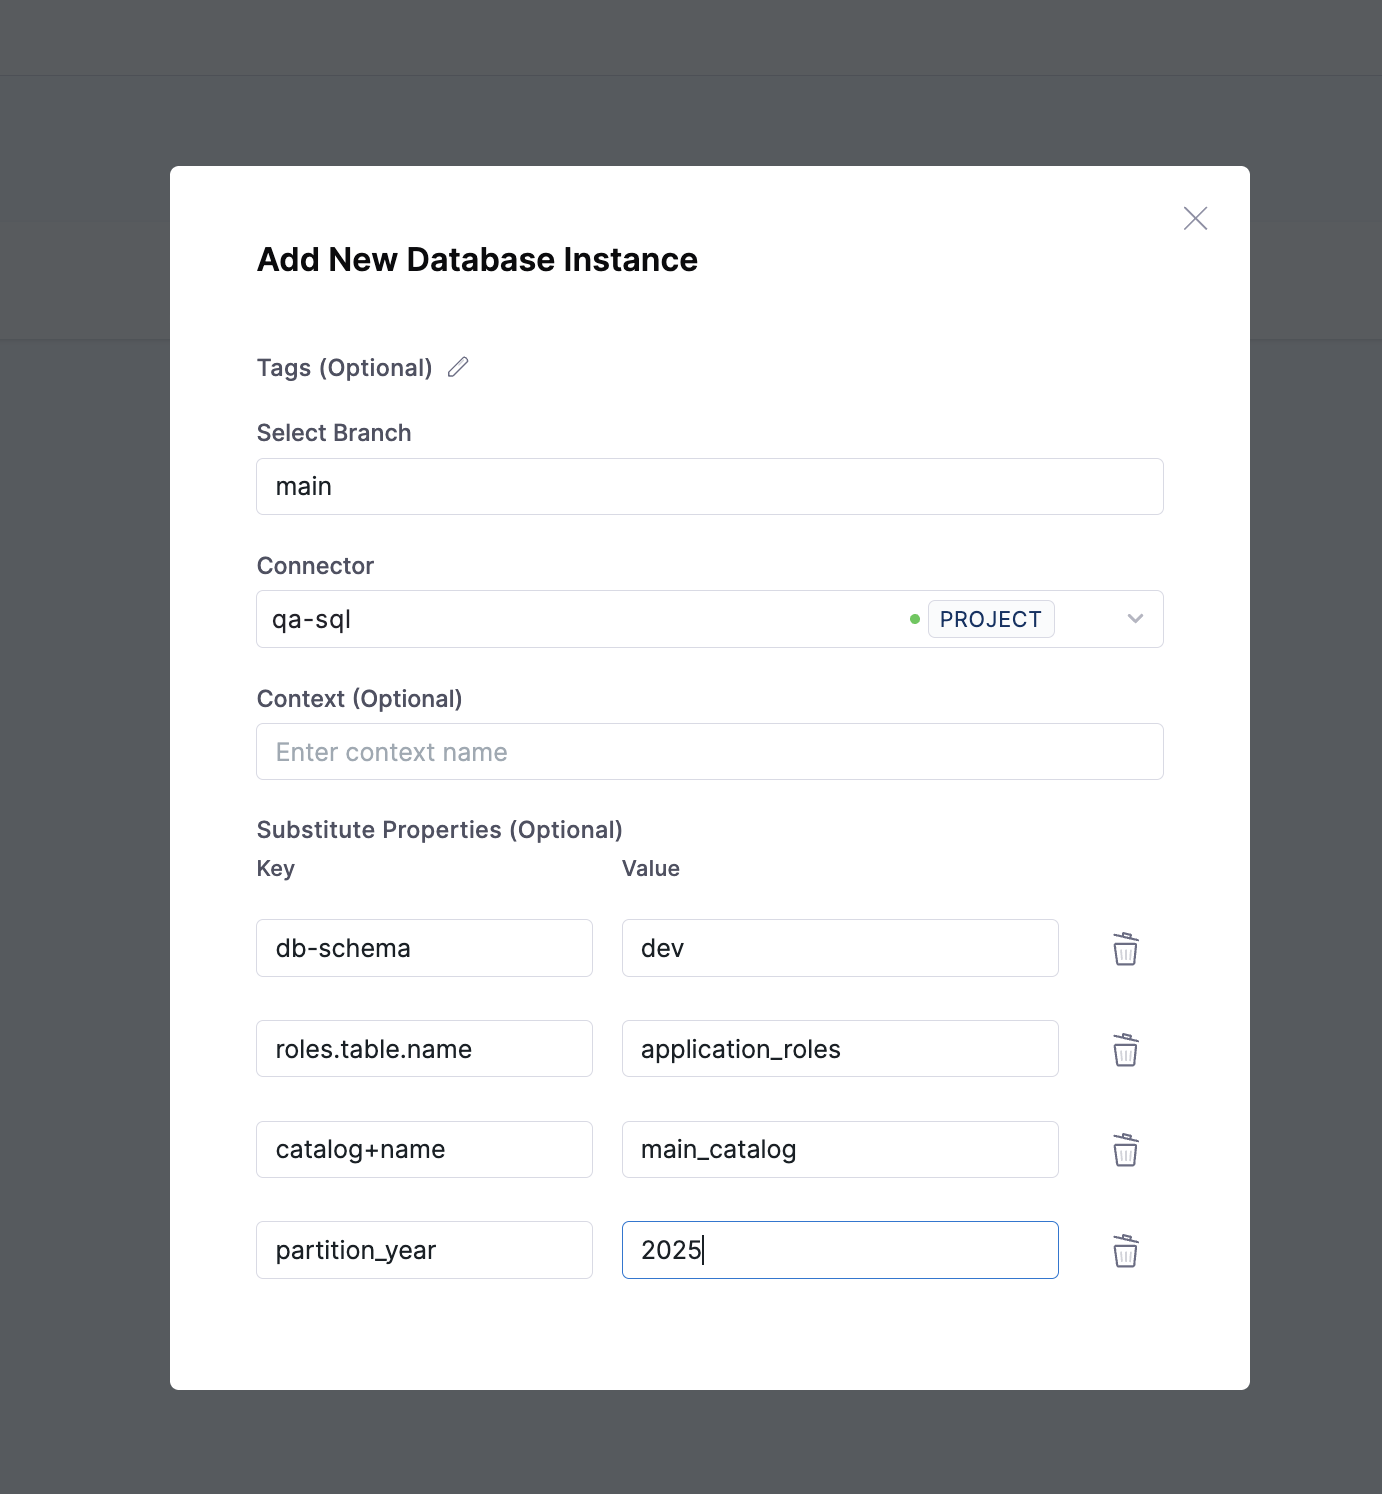 Add New Database Instance
Tags (Optional)
Select Branch
main
Connector
qa-sql PROJECT
Context (Optional)
Enter context name
Substitute Properties (Optional)
Key Value
db-schema dev
roles.table.name application_roles
catalog+name main_catalog
partition_year 2025